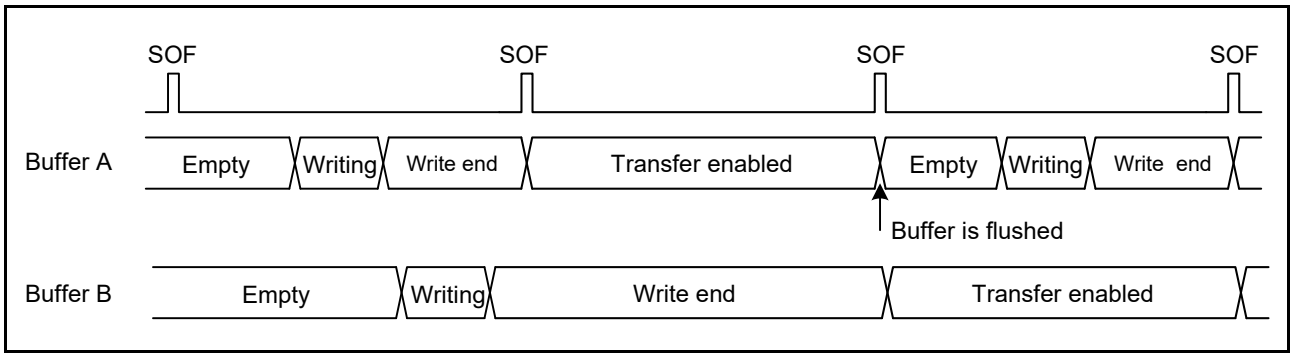 SOF SOF SOF SOF
Buffer A Empty Writing Write end Transfer enabled Empty Writing Write end
Buffer is flushed
Buffer B Empty Writing Write end Transfer enabled